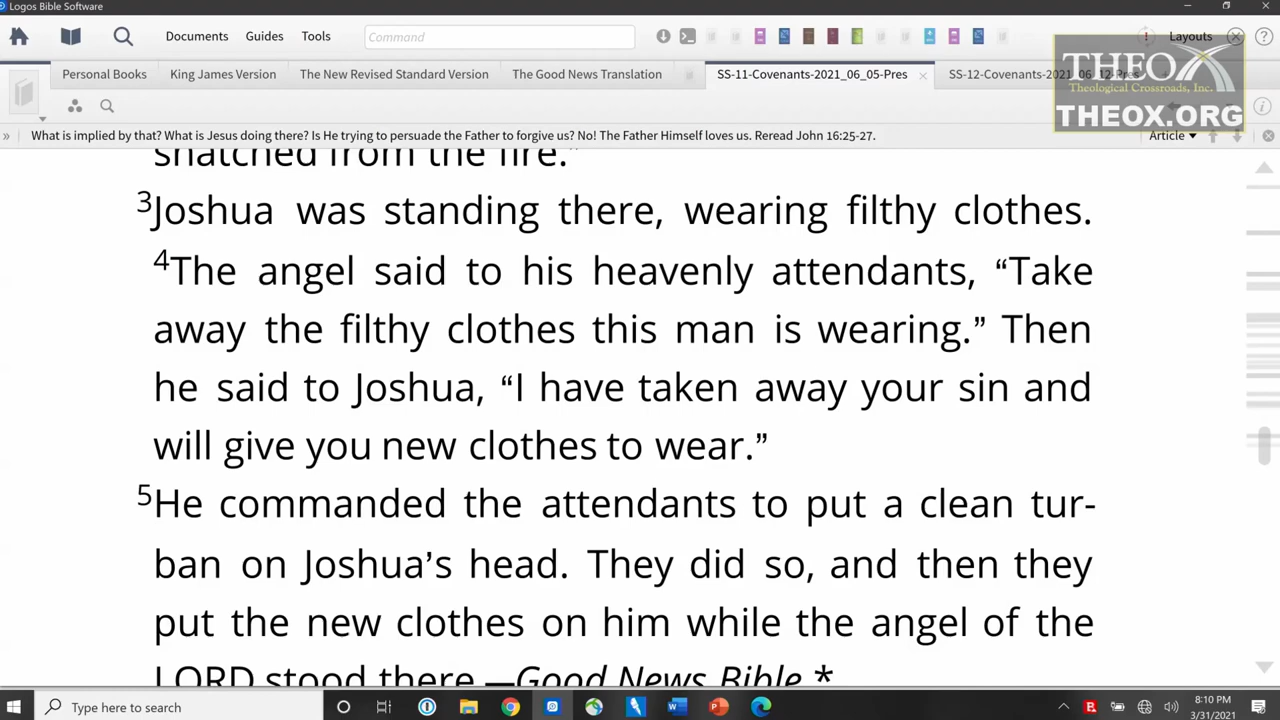 Logos Bible Software
Documents Guides Tools Command Layouts
THEOX
Theological Crossroads, Inc.
THEOX.ORG
Personal Books King James Version The New Revised Standard Version The Good News Translation SS-11-Covenants-2021_06_05-Pres SS-12-Covenants-2021_06_12-Pres
» What is implied by that? What is Jesus doing there? Is He trying to persuade the Father to forgive us? No! The Father Himself loves us. Reread John 16:25-27. Article
snatched from the fire.”
3Joshua was standing there, wearing filthy clothes.
4The angel said to his heavenly attendants, “Take
away the filthy clothes this man is wearing.” Then
he said to Joshua, “I have taken away your sin and
will give you new clothes to wear.”
5He commanded the attendants to put a clean tur-
ban on Joshua’s head. They did so, and then they
put the new clothes on him while the angel of the
LORD stood there.—Good News Bible.*
Type here to search
8:10 PM
3/31/2021